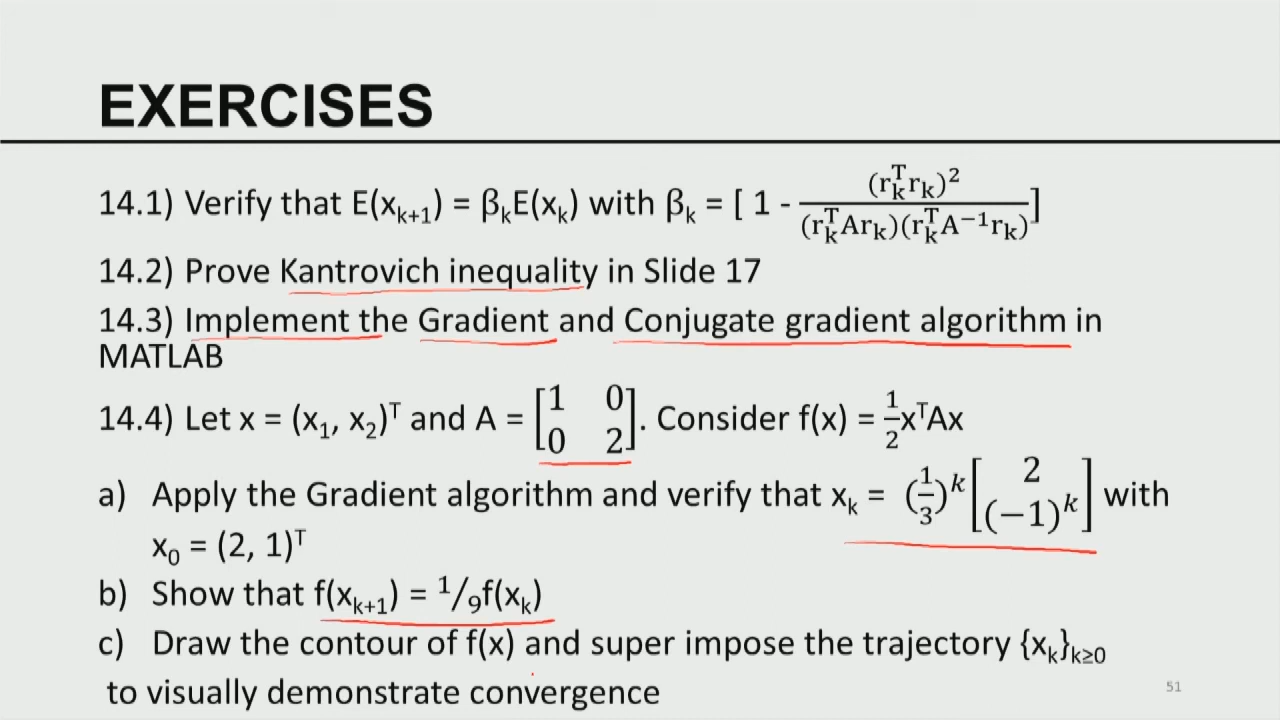 EXERCISES
14.1) Verify that E(xₖ₊₁) = βₖE(xₖ) with βₖ = [ 1 - (rₖᵀrₖ)² / (rₖᵀArₖ)(rₖᵀA⁻¹rₖ) ]
14.2) Prove Kantrovich inequality in Slide 17
14.3) Implement the Gradient and Conjugate gradient algorithm in
MATLAB
14.4) Let x = (x₁, x₂)ᵀ and A = [1 0; 0 2]. Consider f(x) = ½xᵀAx
a) Apply the Gradient algorithm and verify that xₖ = (1/3)ᵏ [2; (−1)ᵏ] with
x₀ = (2, 1)ᵀ
b) Show that f(xₖ₊₁) = 1/9f(xₖ)
c) Draw the contour of f(x) and super impose the trajectory {xₖ}ₖ≥₀
to visually demonstrate convergence
51